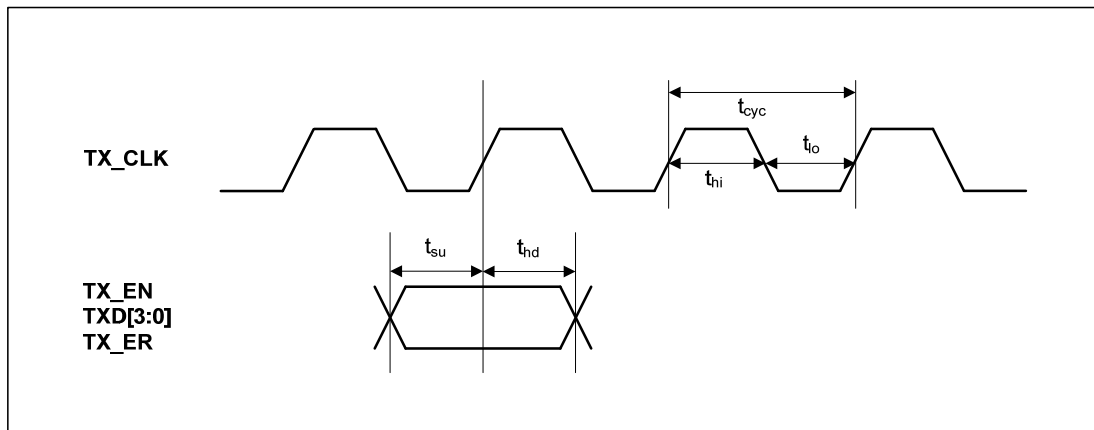 tcyc
TX_CLK
tlo
thi
tsu
thd
TX_EN
TXD[3:0]
TX_ER